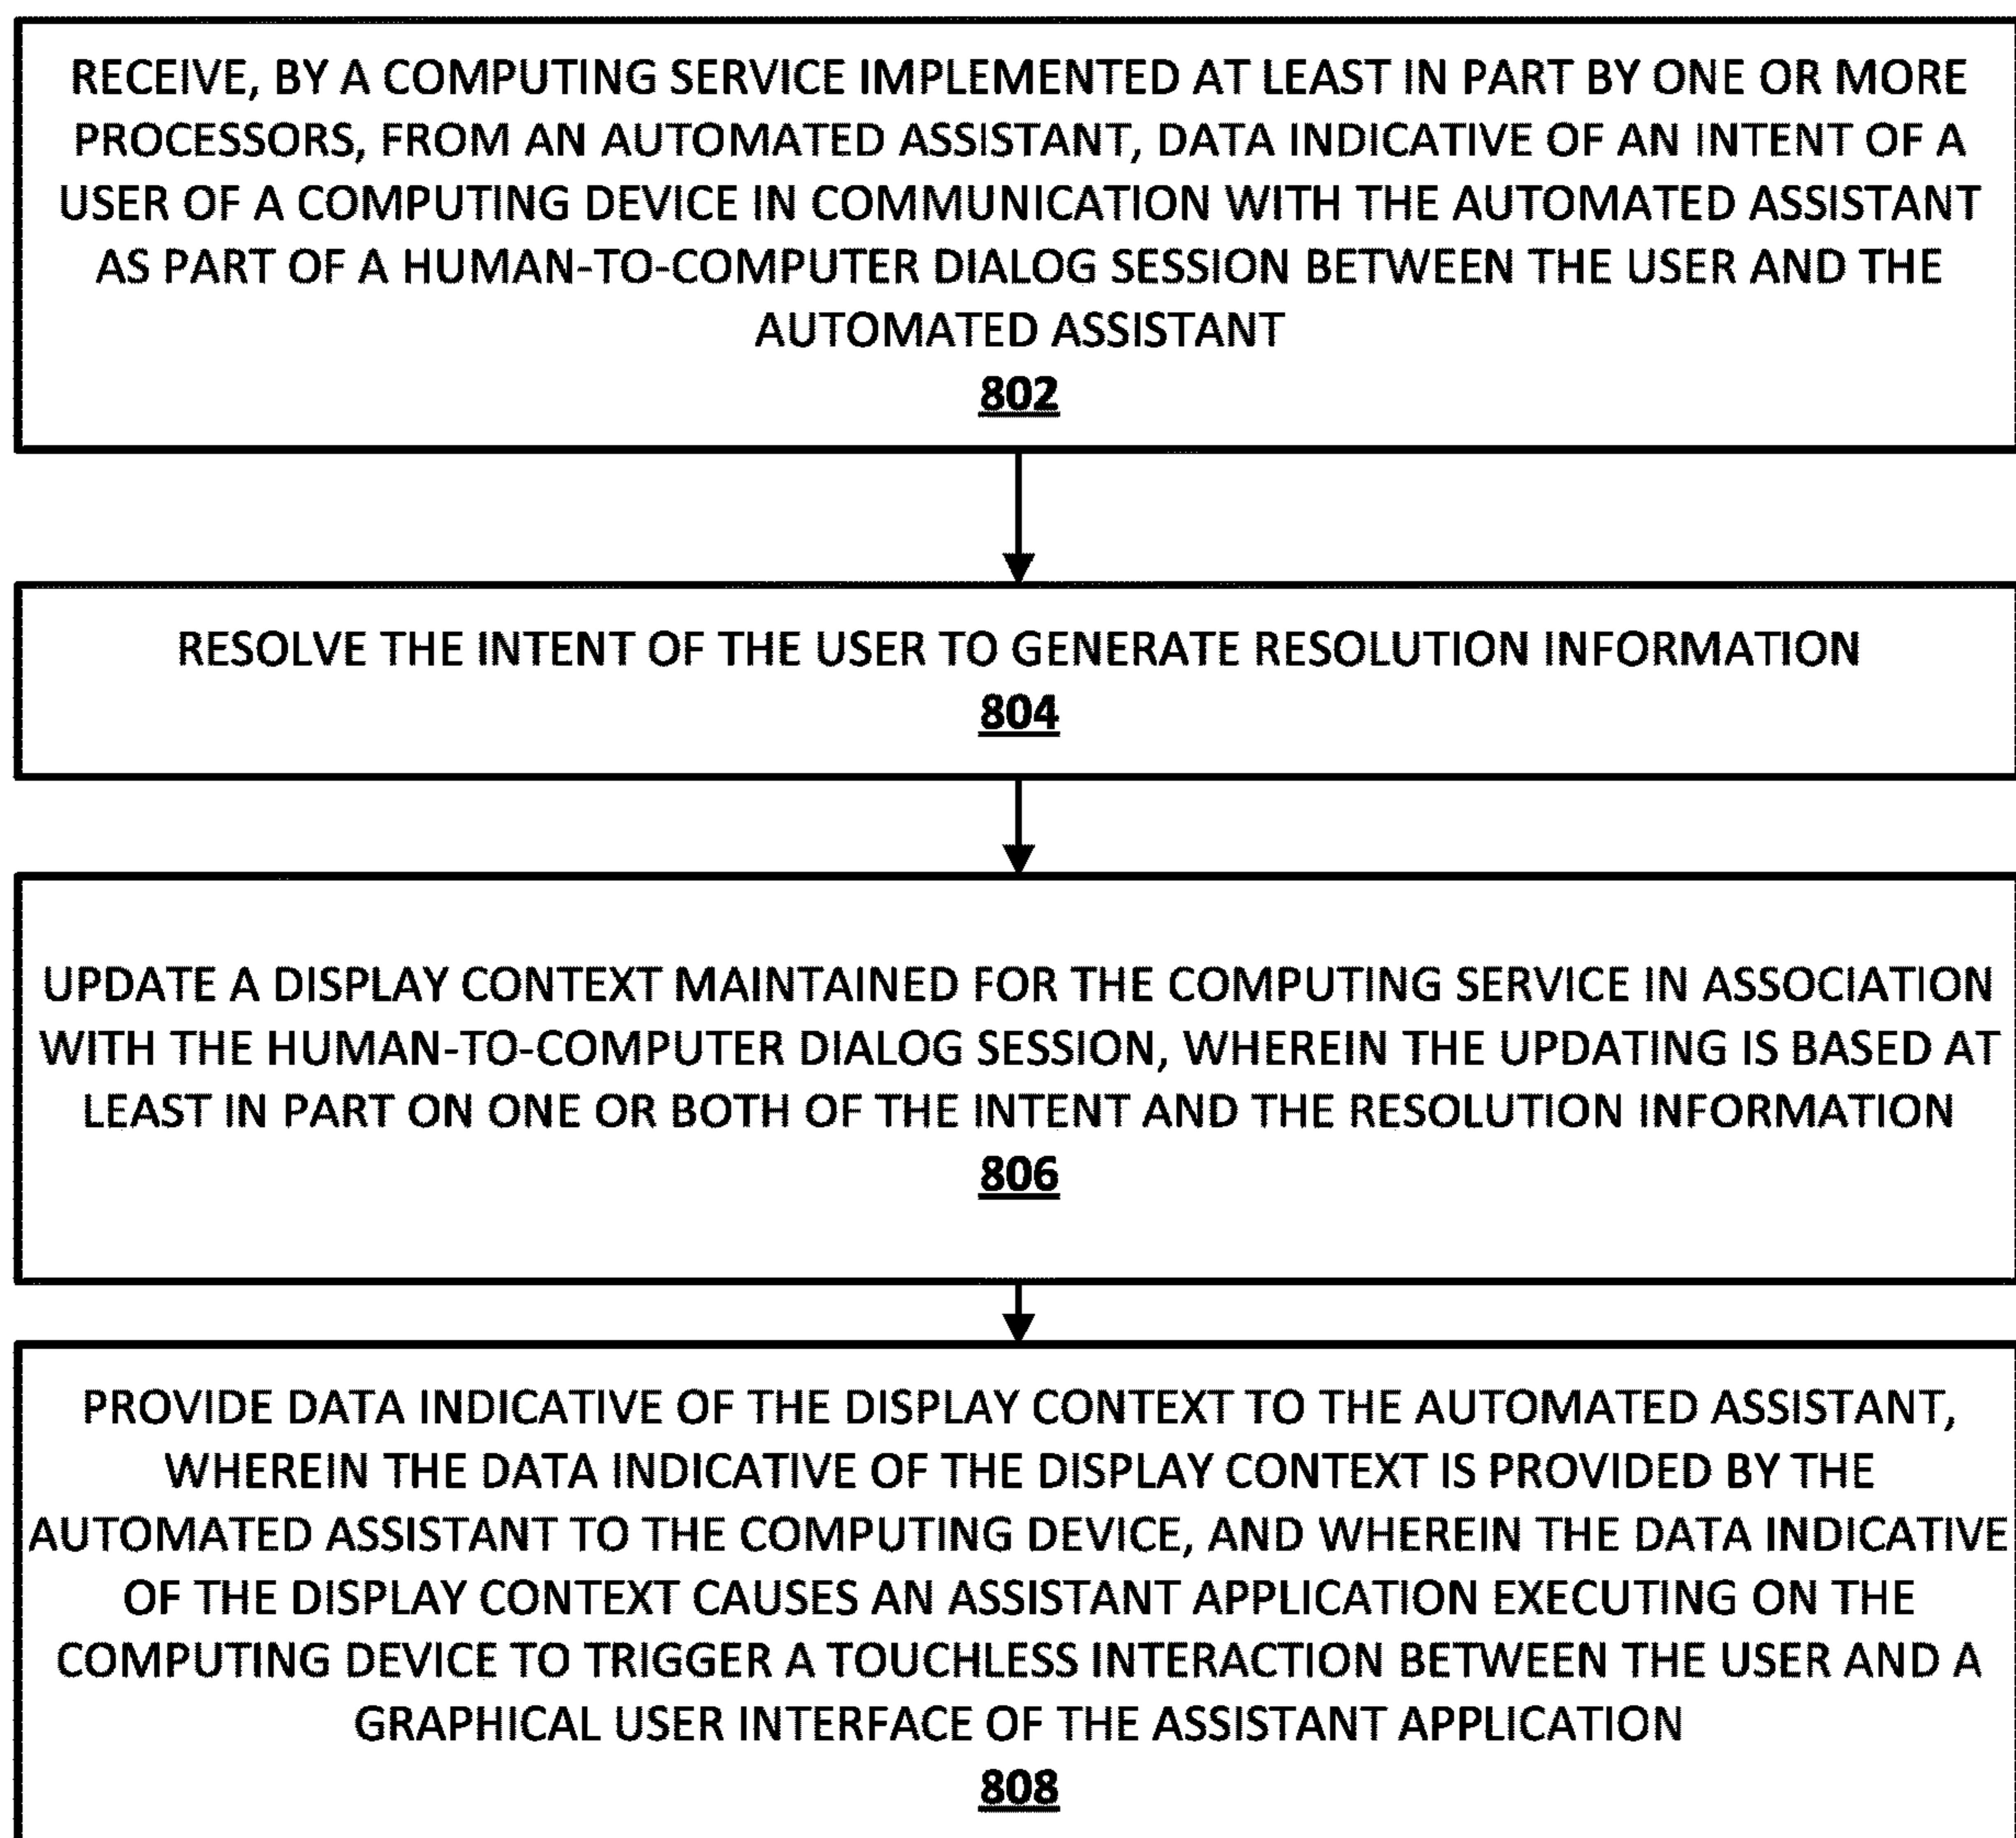 RECEIVE, BY A COMPUTING SERVICE IMPLEMENTED AT LEAST IN PART BY ONE OR MORE
PROCESSORS, FROM AN AUTOMATED ASSISTANT, DATA INDICATIVE OF AN INTENT OF A
USER OF A COMPUTING DEVICE IN COMMUNICATION WITH THE AUTOMATED ASSISTANT
AS PART OF A HUMAN-TO-COMPUTER DIALOG SESSION BETWEEN THE USER AND THE
AUTOMATED ASSISTANT
802
RESOLVE THE INTENT OF THE USER TO GENERATE RESOLUTION INFORMATION
804
UPDATE A DISPLAY CONTEXT MAINTAINED FOR THE COMPUTING SERVICE IN ASSOCIATION
WITH THE HUMAN-TO-COMPUTER DIALOG SESSION, WHEREIN THE UPDATING IS BASED AT
LEAST IN PART ON ONE OR BOTH OF THE INTENT AND THE RESOLUTION INFORMATION
806
PROVIDE DATA INDICATIVE OF THE DISPLAY CONTEXT TO THE AUTOMATED ASSISTANT,
WHEREIN THE DATA INDICATIVE OF THE DISPLAY CONTEXT IS PROVIDED BY THE
AUTOMATED ASSISTANT TO THE COMPUTING DEVICE, AND WHEREIN THE DATA INDICATIVE
OF THE DISPLAY CONTEXT CAUSES AN ASSISTANT APPLICATION EXECUTING ON THE
COMPUTING DEVICE TO TRIGGER A TOUCHLESS INTERACTION BETWEEN THE USER AND A
GRAPHICAL USER INTERFACE OF THE ASSISTANT APPLICATION
808